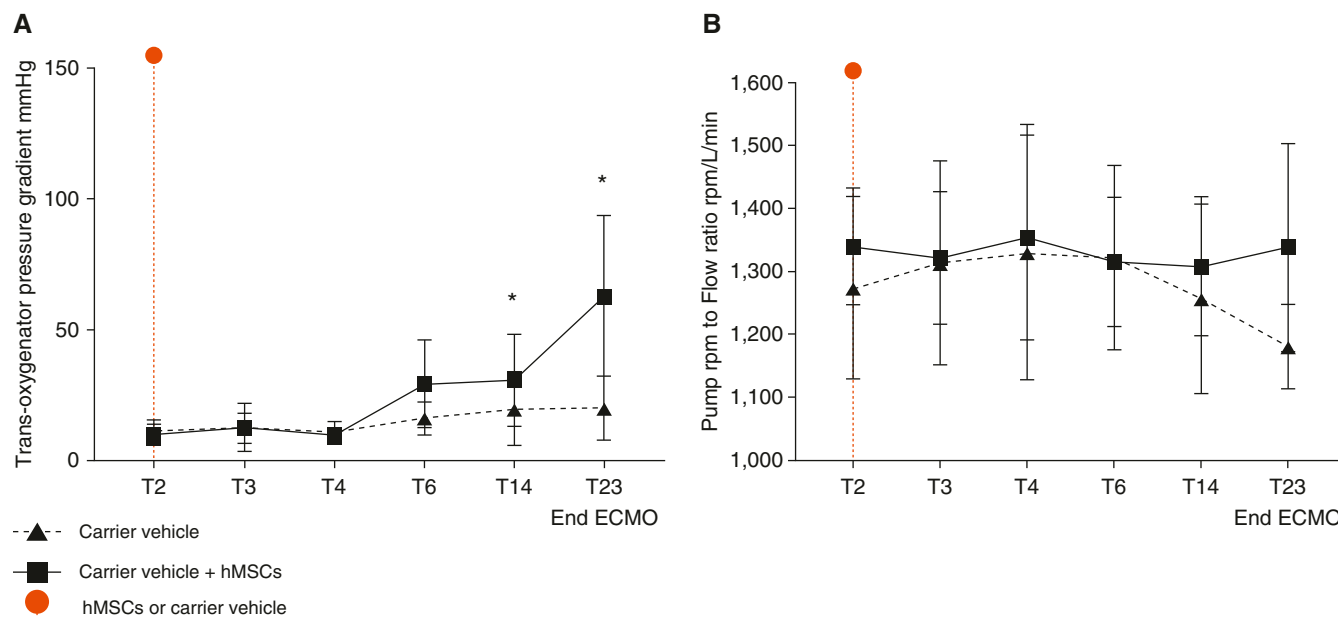 A
Trans-oxygenator pressure gradient mmHg
150
100
50
0
*
*
T2 T3 T4 T6 T14 T23
End ECMO
B
Pump rpm to Flow ratio rpm/L/min
1,600
1,500
1,400
1,300
1,200
1,100
1,000
T2 T3 T4 T6 T14 T23
End ECMO
Carrier vehicle
Carrier vehicle + hMSCs
hMSCs or carrier vehicle